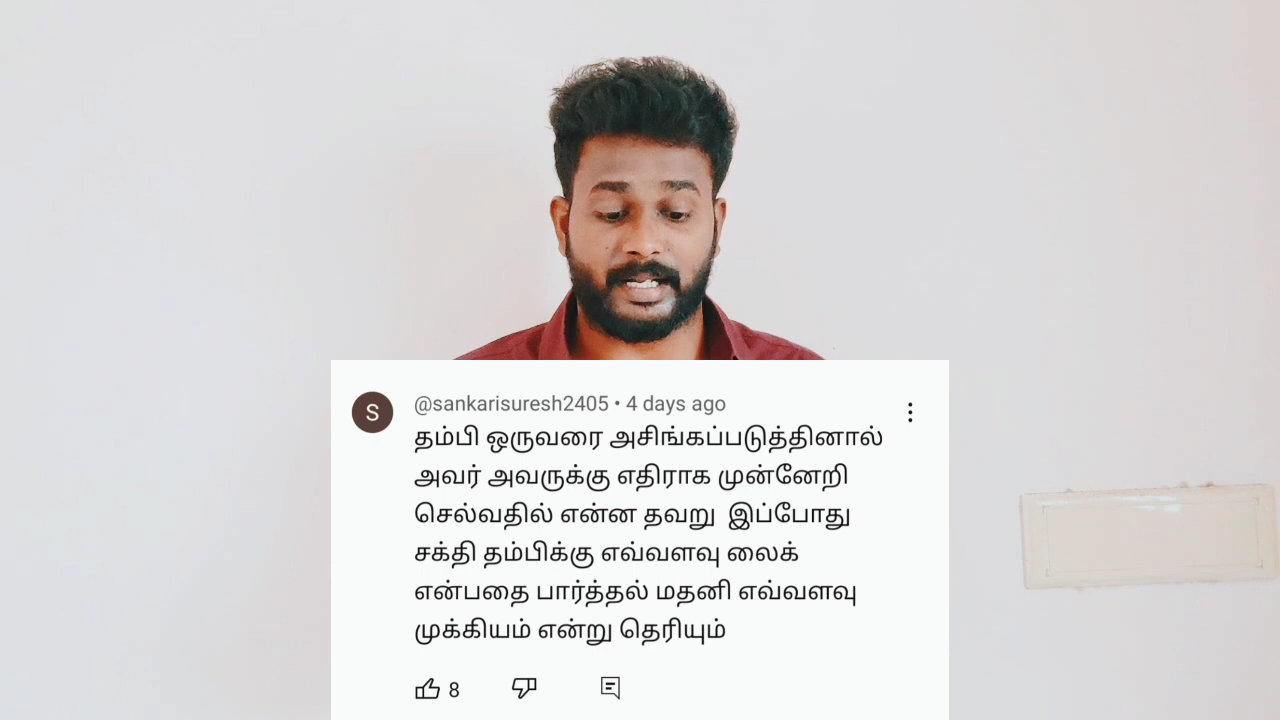 S
@sankarisuresh2405 • 4 days ago
தம்பி ஒருவரை அசிங்கப்படுத்தினால்
அவர் அவருக்கு எதிராக முன்னேறி
செல்வதில் என்ன தவறு இப்போது
சக்தி தம்பிக்கு எவ்வளவு லைக்
என்பதை பார்த்தல் மதனி எவ்வளவு
முக்கியம் என்று தெரியும்
8